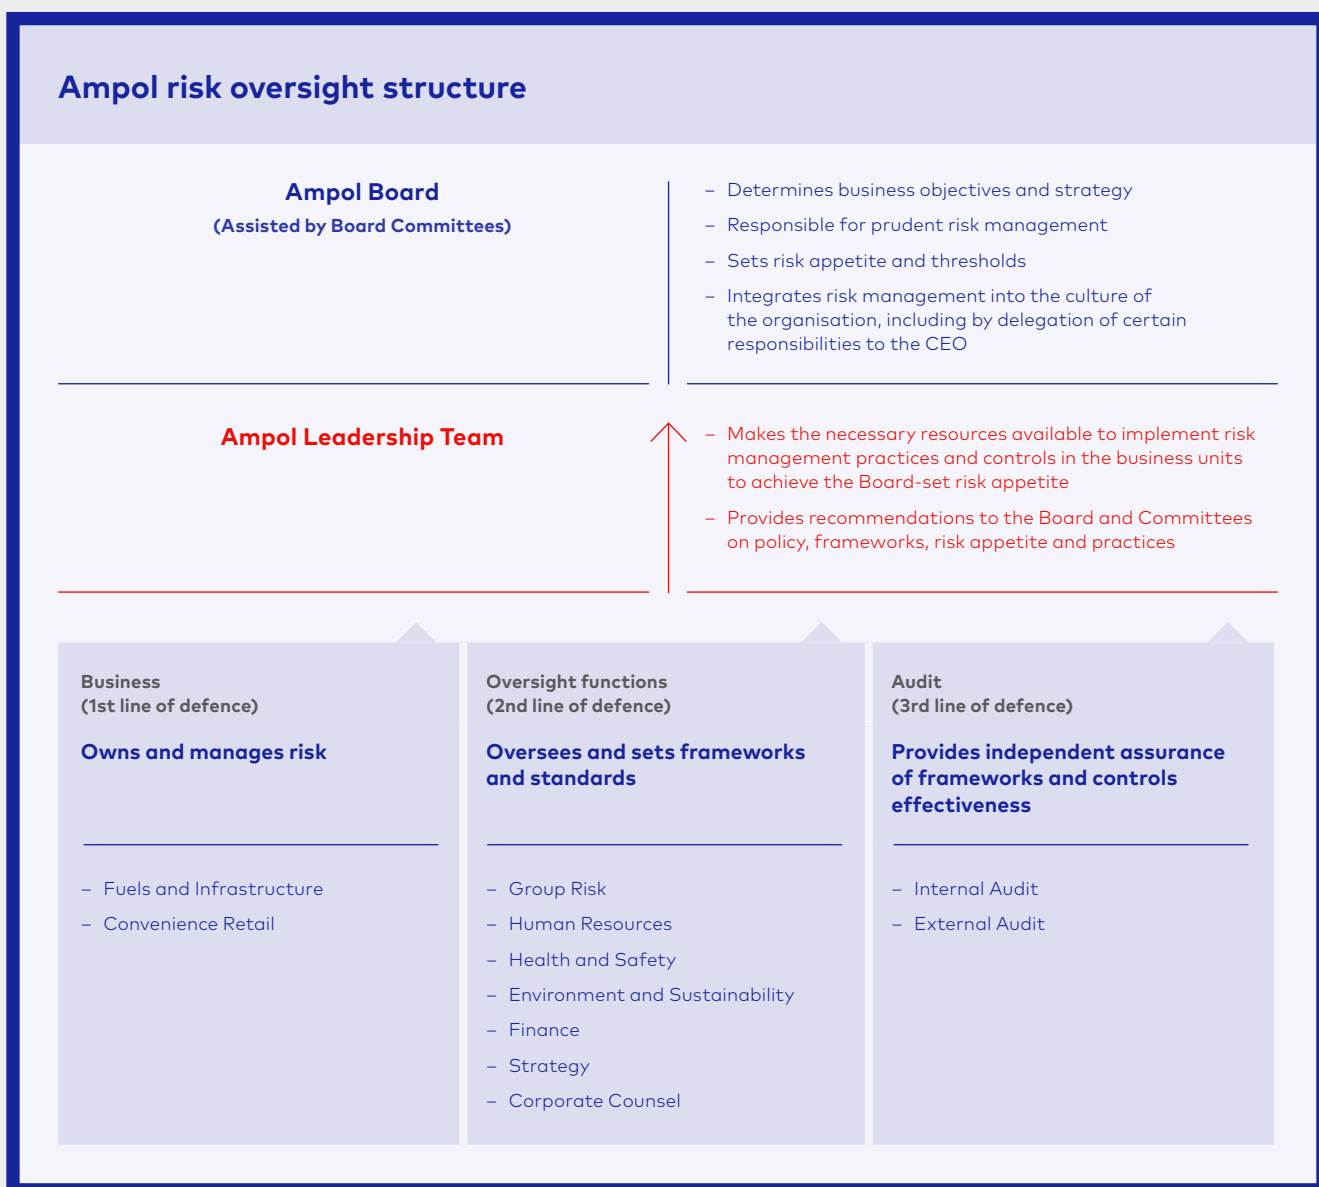 Ampol risk oversight structure
Ampol Board
(Assisted by Board Committees)
– Determines business objectives and strategy
– Responsible for prudent risk management
– Sets risk appetite and thresholds
– Integrates risk management into the culture of
the organisation, including by delegation of certain
responsibilities to the CEO
Ampol Leadership Team
– Makes the necessary resources available to implement risk
management practices and controls in the business units
to achieve the Board-set risk appetite
– Provides recommendations to the Board and Committees
on policy, frameworks, risk appetite and practices
Business
(1st line of defence)
Owns and manages risk
– Fuels and Infrastructure
– Convenience Retail
Oversight functions
(2nd line of defence)
Oversees and sets frameworks
and standards
– Group Risk
– Human Resources
– Health and Safety
– Environment and Sustainability
– Finance
– Strategy
– Corporate Counsel
Audit
(3rd line of defence)
Provides independent assurance
of frameworks and controls
effectiveness
– Internal Audit
– External Audit